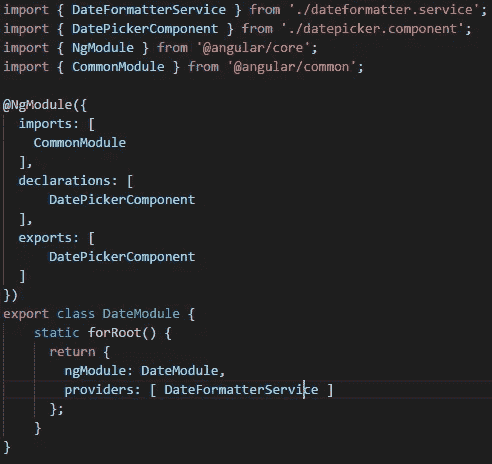 import { DateFormatterService } from './dateformatter.service';
import { DatePickerComponent } from './datepicker.component';
import { NgModule } from '@angular/core';
import { CommonModule } from '@angular/common';

@NgModule({
  imports: [
    CommonModule
  ],
  declarations: [
      DatePickerComponent
  ],
  exports: [
      DatePickerComponent
  ]
})
export class DateModule {
    static forRoot() {
      return {
        ngModule: DateModule,
        providers: [ DateFormatterService ]
      };
    }
}